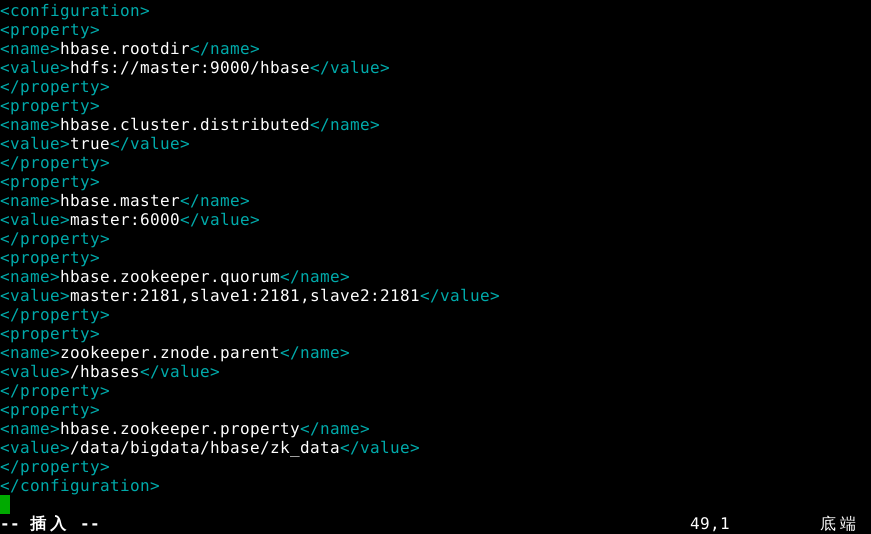 <configuration>
<property>
<name>hbase.rootdir</name>
<value>hdfs://master:9000/hbase</value>
</property>
<property>
<name>hbase.cluster.distributed</name>
<value>true</value>
</property>
<property>
<name>hbase.master</name>
<value>master:6000</value>
</property>
<property>
<name>hbase.zookeeper.quorum</name>
<value>master:2181,slave1:2181,slave2:2181</value>
</property>
<property>
<name>zookeeper.znode.parent</name>
<value>/hbases</value>
</property>
<property>
<name>hbase.zookeeper.property</name>
<value>/data/bigdata/hbase/zk_data</value>
</property>
</configuration>
-- 插入 -- 49,1 底端